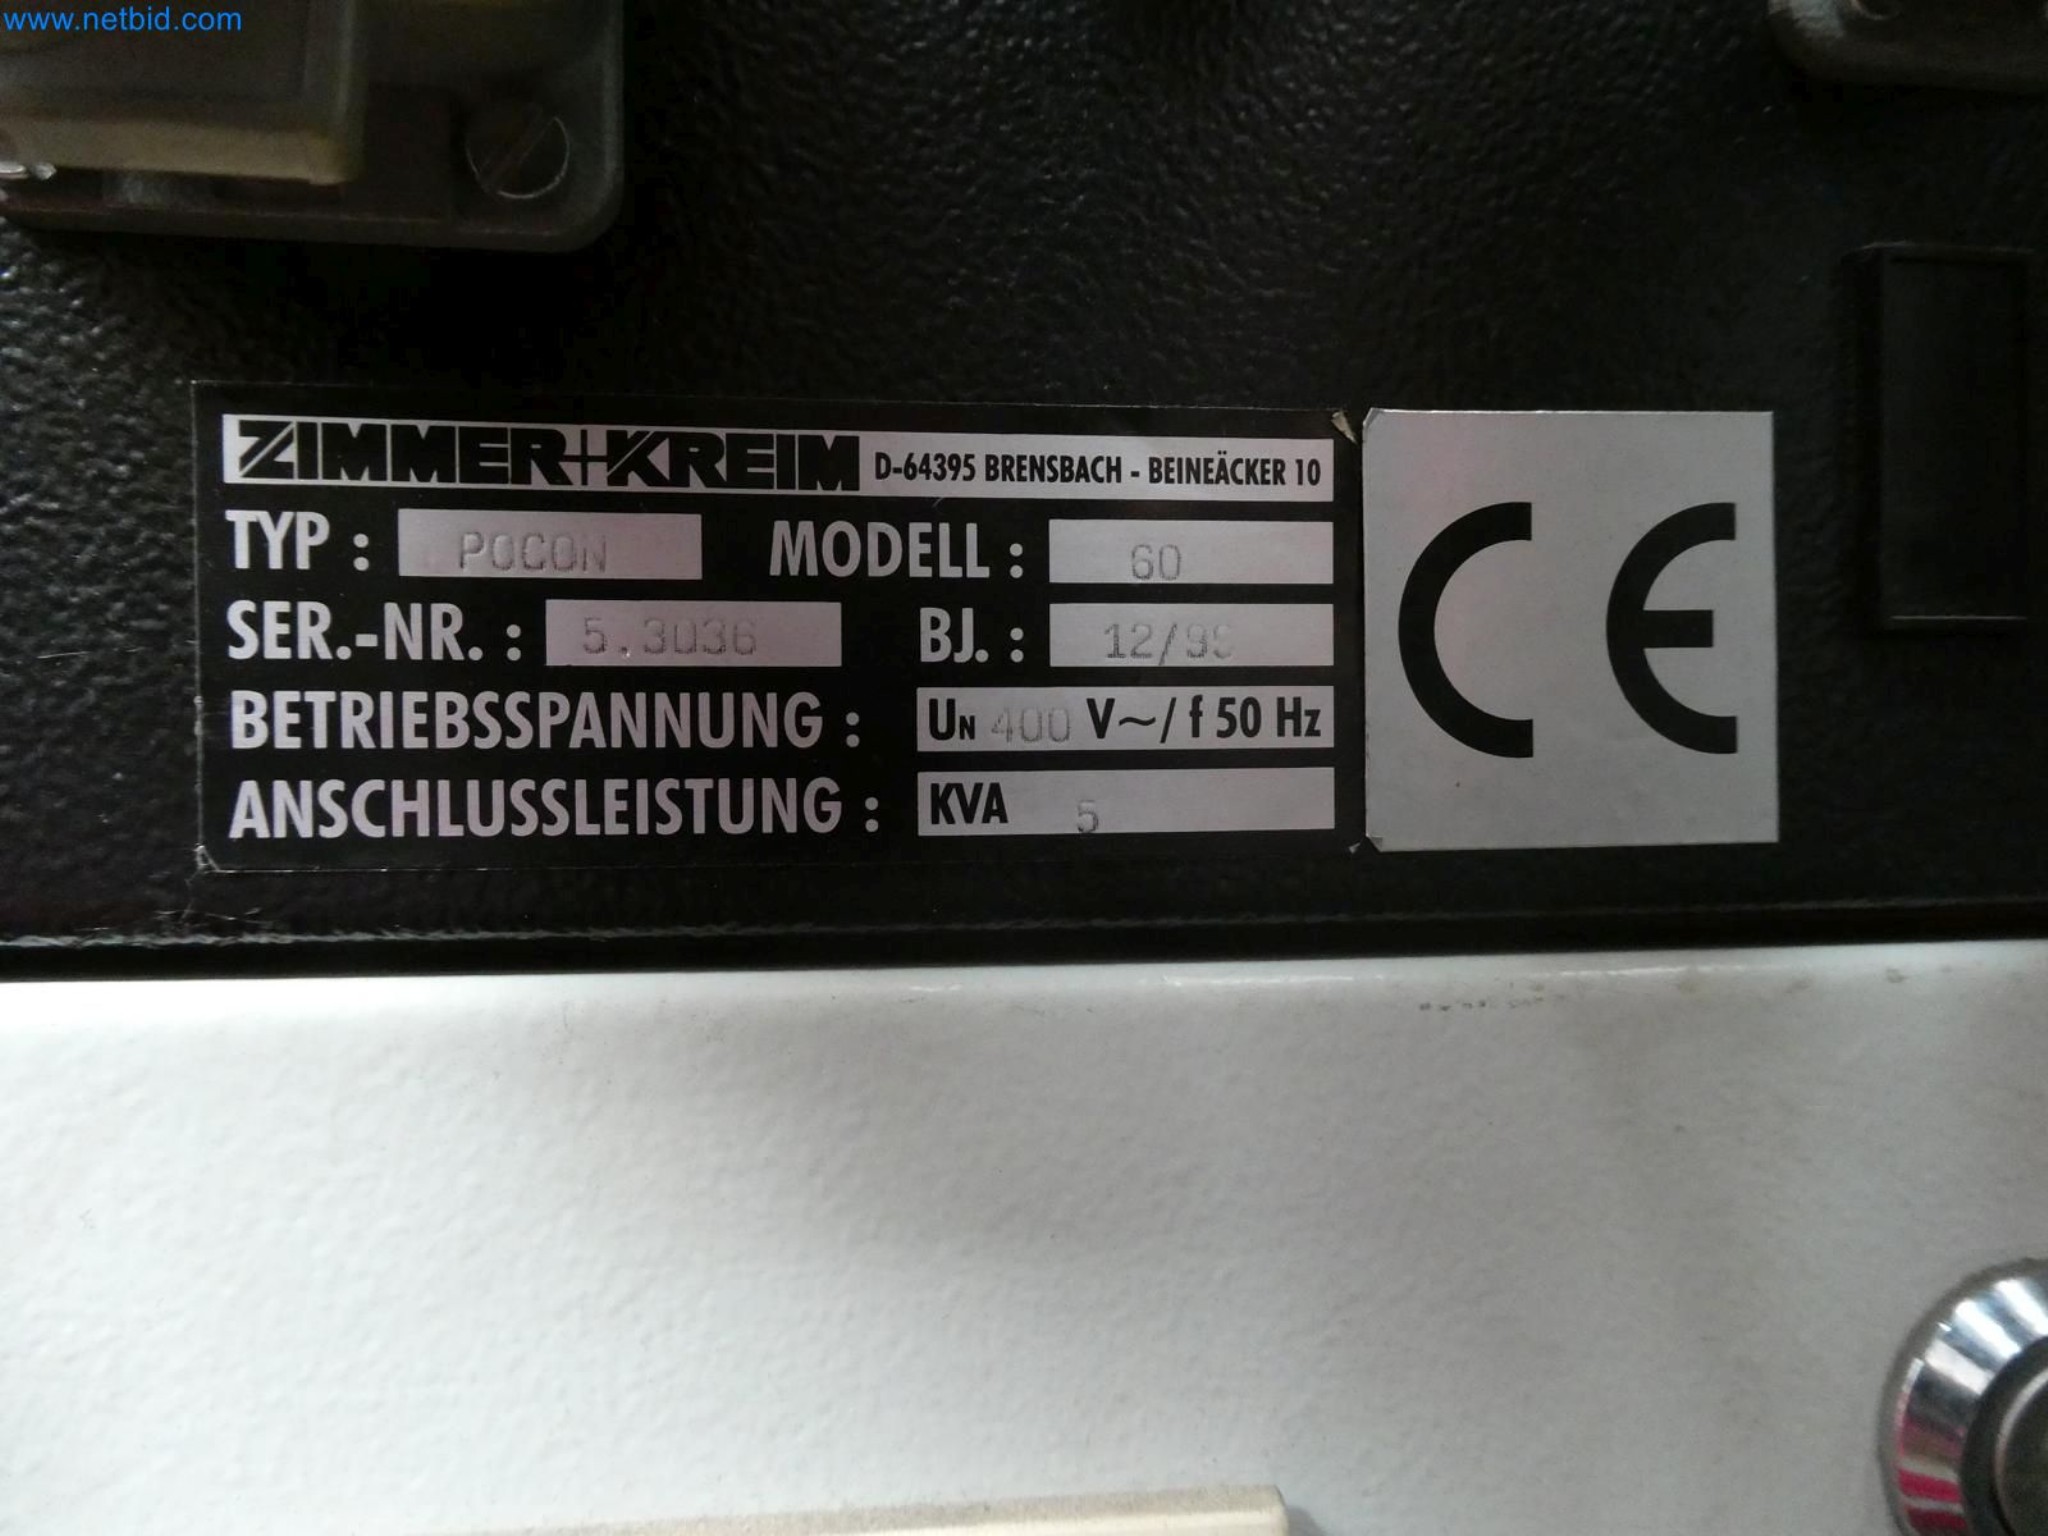 www.netbid.com
ZIMMER+KREIM D-64395 BRENSBACH - BEINEÄCKER 10
TYP : POCON MODELL : 60
SER.-NR. : 5.3036 BJ. :
BETRIEBSSPANNUNG : UN 400 V~/ f 50 Hz
ANSCHLUSSLEISTUNG : KVA 5
CE